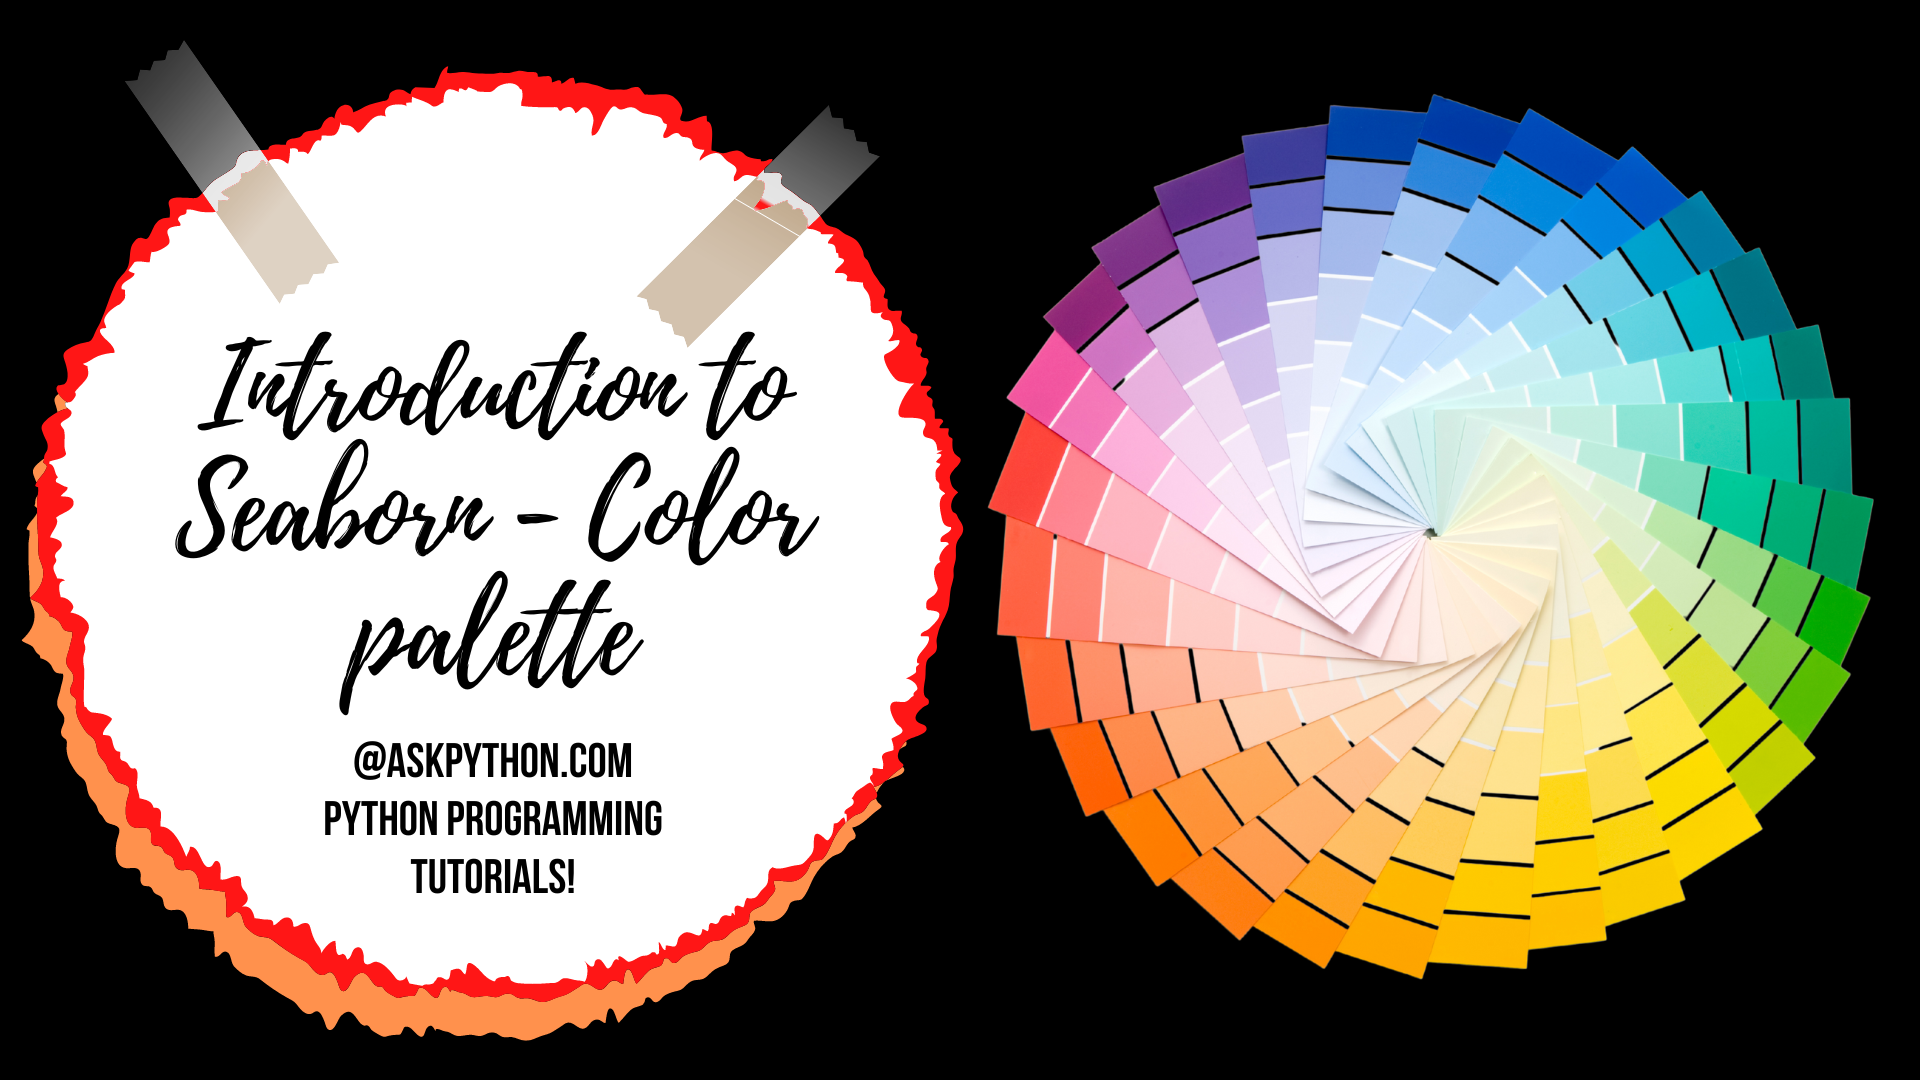 Introduction to
Seaborn - Color
palette
@ASKPYTHON.COM
PYTHON PROGRAMMING
TUTORIALS!